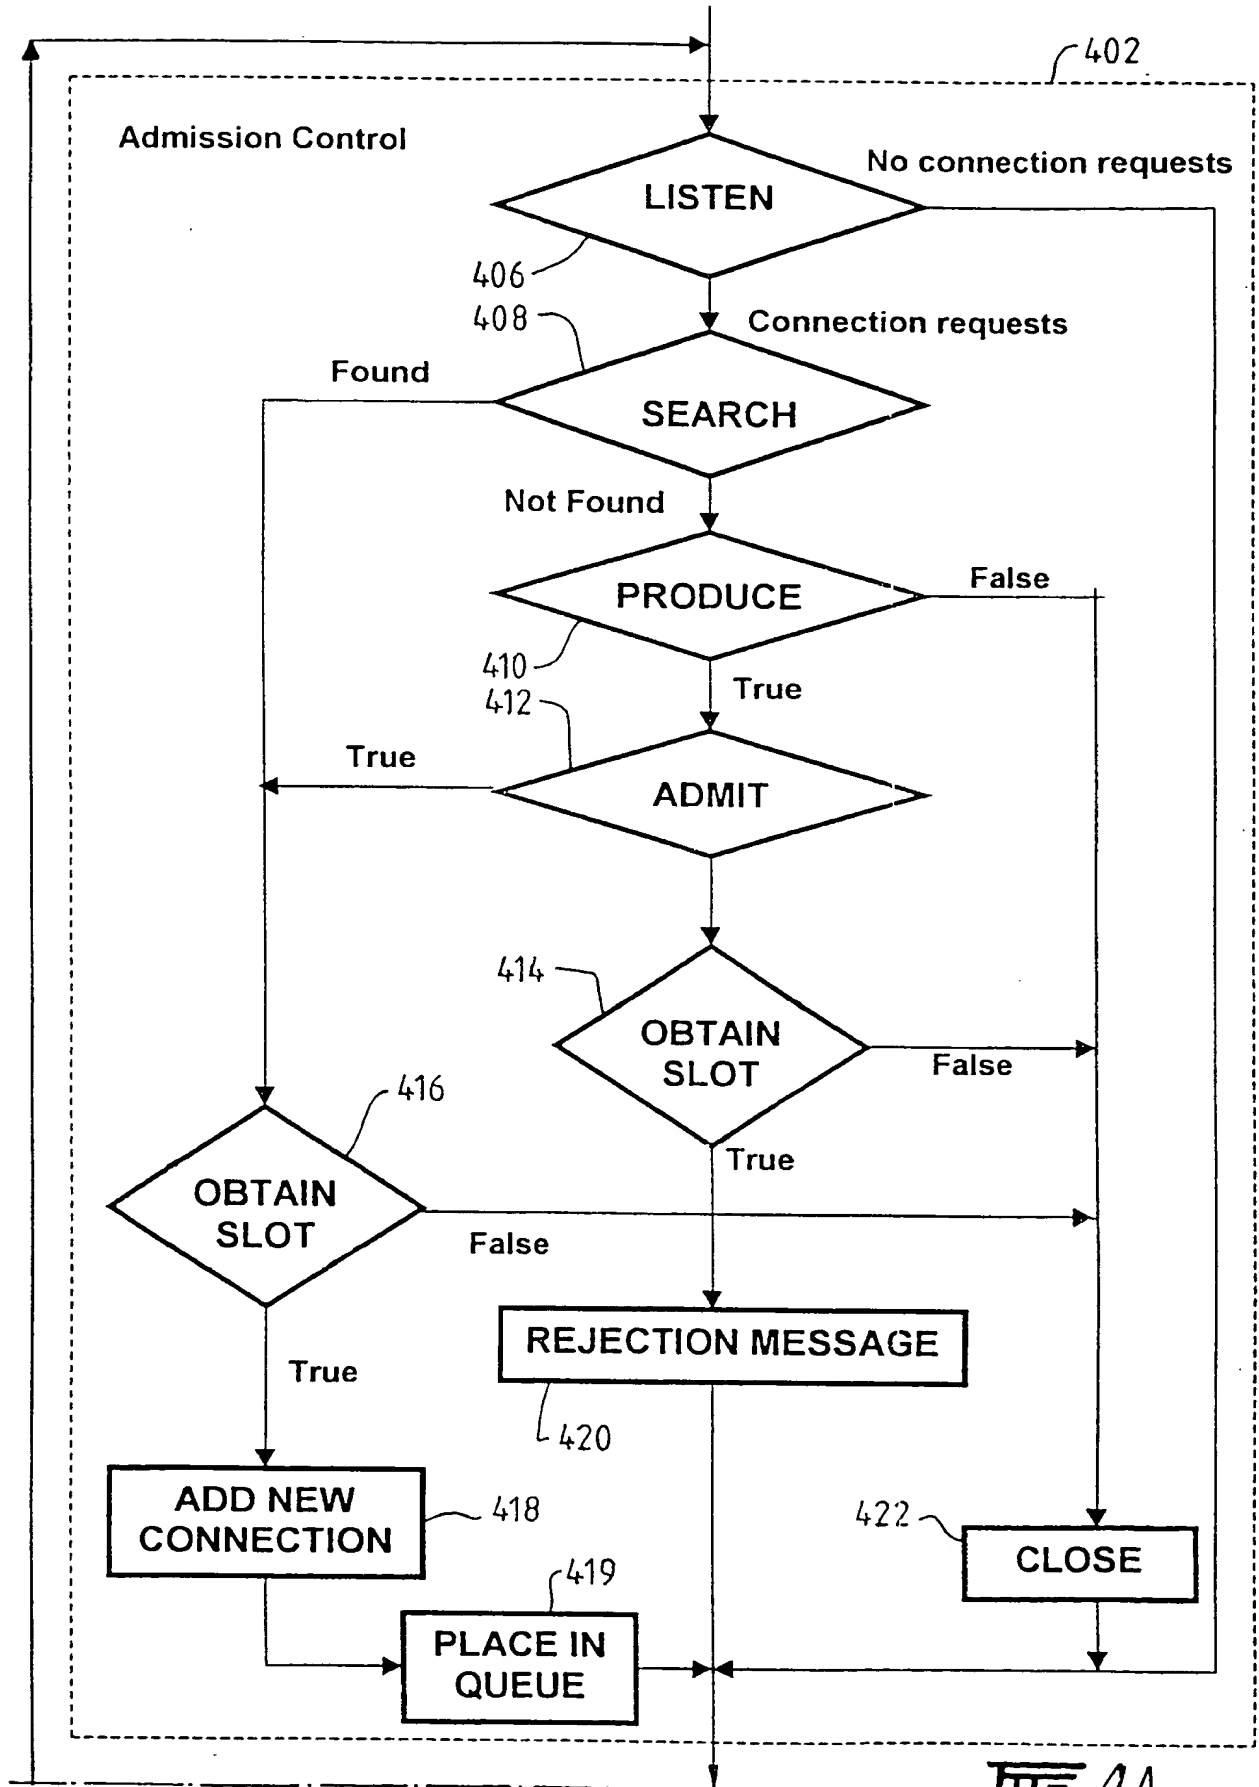 402
Admission Control
No connection requests
LISTEN
406
408
Connection requests
Found
SEARCH
Not Found
PRODUCE
False
410
412
True
True
ADMIT
414
OBTAIN
SLOT
False
416
True
OBTAIN
SLOT
False
REJECTION MESSAGE
True
420
ADD NEW
CONNECTION
418
422
CLOSE
419
PLACE IN
QUEUE